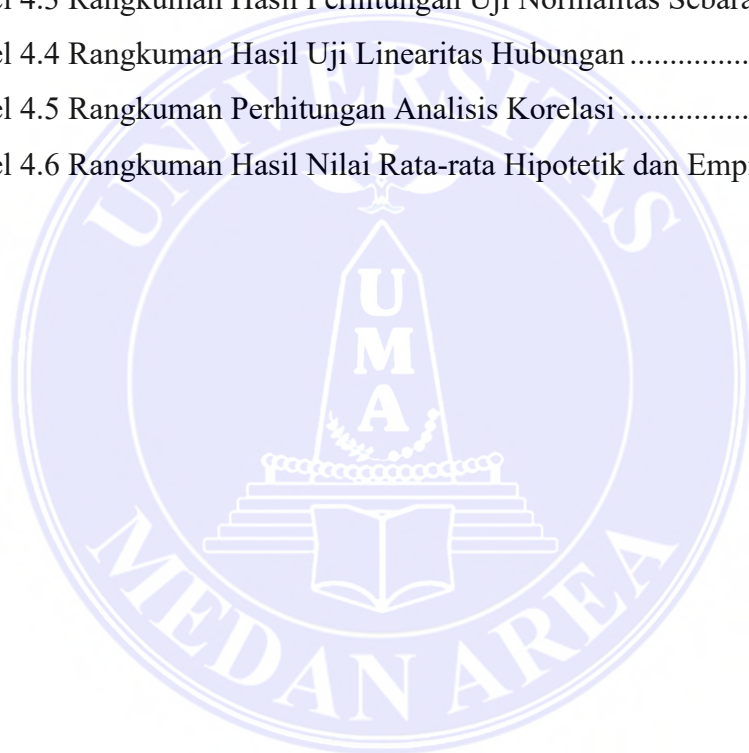 el 4.3 Rangkuman Hasil Perhitungan Uji Normalitas Sebara
el 4.4 Rangkuman Hasil Uji Linearitas Hubungan ...............
el 4.5 Rangkuman Perhitungan Analisis Korelasi ................
el 4.6 Rangkuman Hasil Nilai Rata-rata Hipotetik dan Emp
UNIVERSITAS
UMA
MEDAN AREA